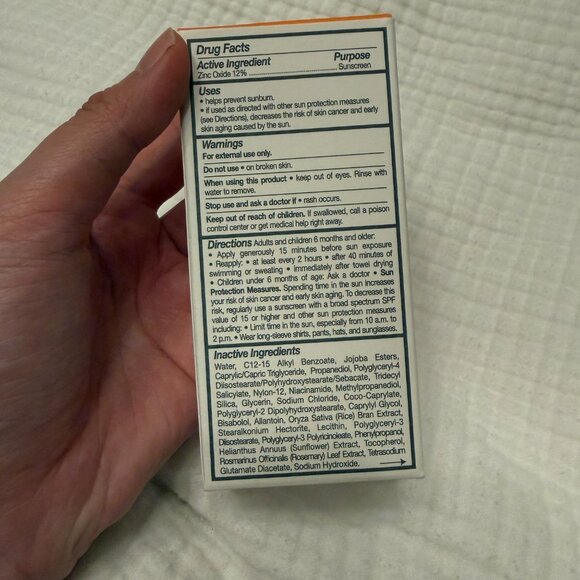 Drug Facts
Active Ingredient Purpose
Zinc Oxide 12% ........................ Sunscreen
Uses
• helps prevent sunburn.
• if used as directed with other sun protection measures
(see Directions), decreases the risk of skin cancer and early
skin aging caused by the sun.
Warnings
For external use only.
Do not use • on broken skin.
When using this product • keep out of eyes. Rinse with
water to remove.
Stop use and ask a doctor if • rash occurs.
Keep out of reach of children. If swallowed, call a poison
control center or get medical help right away.
Directions Adults and children 6 months and older:
• Apply generously 15 minutes before sun exposure
• Reapply: • at least every 2 hours • after 40 minutes of
swimming or sweating • immediately after towel drying
• Children under 6 months of age: Ask a doctor • Sun
Protection Measures. Spending time in the sun increases
your risk of skin cancer and early skin aging. To decrease this
risk, regularly use a sunscreen with a broad spectrum SPF
value of 15 or higher and other sun protection measures
including: • Limit time in the sun, especially from 10 a.m. to
2 p.m. • Wear long-sleeve shirts, pants, hats, and sunglasses.
Inactive Ingredients
Water, C12-15 Alkyl Benzoate, Jojoba Esters,
Caprylic/Capric Triglyceride, Propanediol, Polyglyceryl-4
Diisostearate/Polyhydroxystearate/Sebacate, Tridecyl
Salicylate, Nylon-12, Niacinamide, Methylpropanediol,
Silica, Glycerin, Sodium Chloride, Coco-Caprylate,
Polyglyceryl-2 Dipolyhydroxystearate, Caprylyl Glycol,
Bisabolol, Allantoin, Oryza Sativa (Rice) Bran Extract,
Stearalkonium Hectorite, Lecithin, Polyglyceryl-3
Diisostearate, Polyglyceryl-3 Polyricinoleate, Phenylpropanol,
Helianthus Annuus (Sunflower) Extract, Tocopherol,
Rosmarinus Officinalis (Rosemary) Leaf Extract, Tetrasodium
Glutamate Diacetate, Sodium Hydroxide.